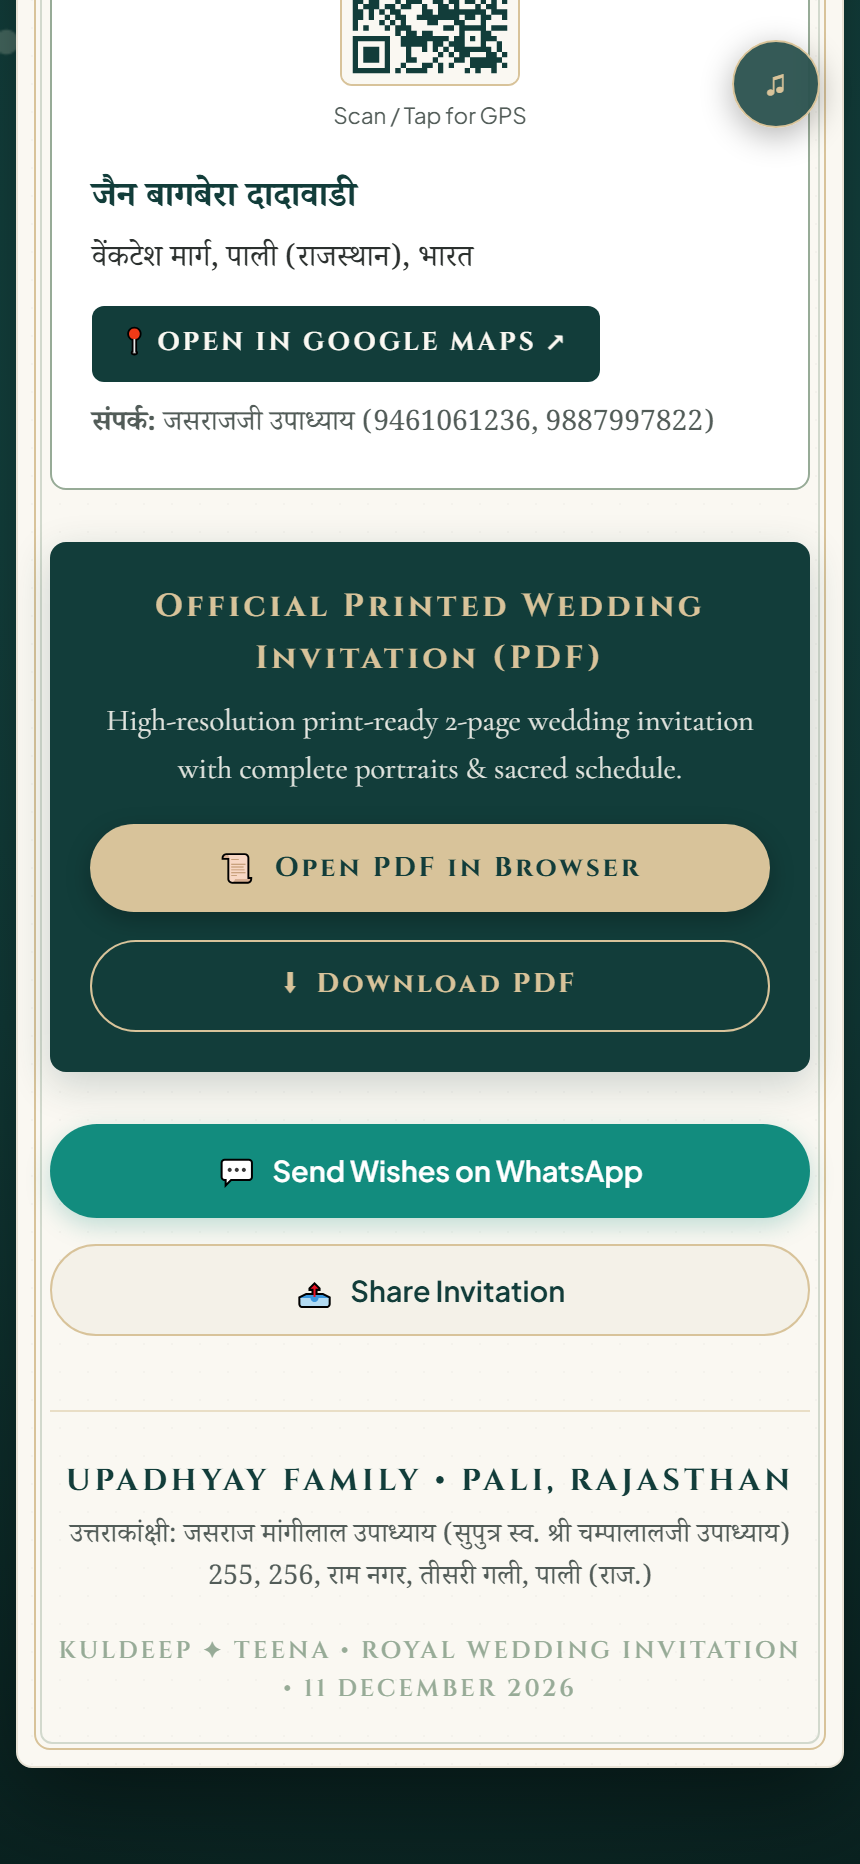 Scan / Tap for GPS
जैन बागबेरा दादावाडी
वेंकटेश मार्ग, पाली (राजस्थान), भारत
OPEN IN GOOGLE MAPS ↗
संपर्क: जसराजजी उपाध्याय (9461061236, 9887997822)
OFFICIAL PRINTED WEDDING
INVITATION (PDF)
High-resolution print-ready 2-page wedding invitation
with complete portraits & sacred schedule.
OPEN PDF IN BROWSER
⬇ DOWNLOAD PDF
Send Wishes on WhatsApp
Share Invitation
UPADHYAY FAMILY • PALI, RAJASTHAN
उत्तराकांक्षी: जसराज मांगीलाल उपाध्याय (सुपुत्र स्व. श्री चम्पालालजी उपाध्याय)
255, 256, राम नगर, तीसरी गली, पाली (राज.)
KULDEEP ✦ TEENA • ROYAL WEDDING INVITATION
• 11 DECEMBER 2026